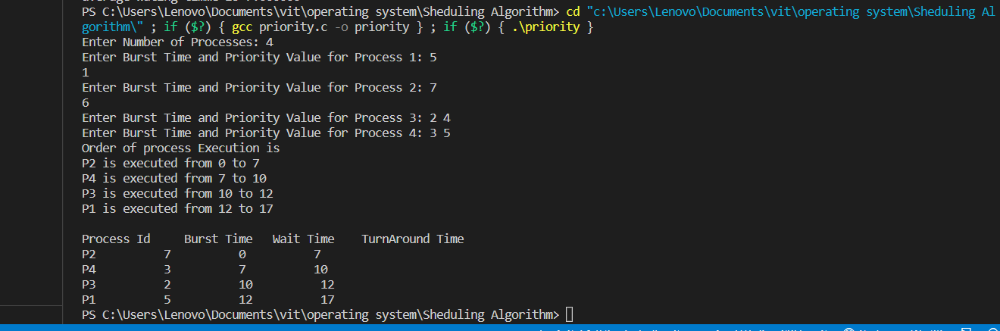 PS C:\Users\Lenovo\Documents\vit\operating system\Sheduling Algorithm> cd "c:\Users\Lenovo\Documents\vit\operating system\Sheduling Al
gorithm\" ; if ($?) { gcc priority.c -o priority } ; if ($?) { .\priority }
Enter Number of Processes: 4
Enter Burst Time and Priority Value for Process 1: 5
1
Enter Burst Time and Priority Value for Process 2: 7
6
Enter Burst Time and Priority Value for Process 3: 2 4
Enter Burst Time and Priority Value for Process 4: 3 5
Order of process Execution is
P2 is executed from 0 to 7
P4 is executed from 7 to 10
P3 is executed from 10 to 12
P1 is executed from 12 to 17
Process Id     Burst Time   Wait Time    TurnAround Time
P2          7          0          7
P4          3          7          10
P3          2          10          12
P1          5          12          17
PS C:\Users\Lenovo\Documents\vit\operating system\Sheduling Algorithm>